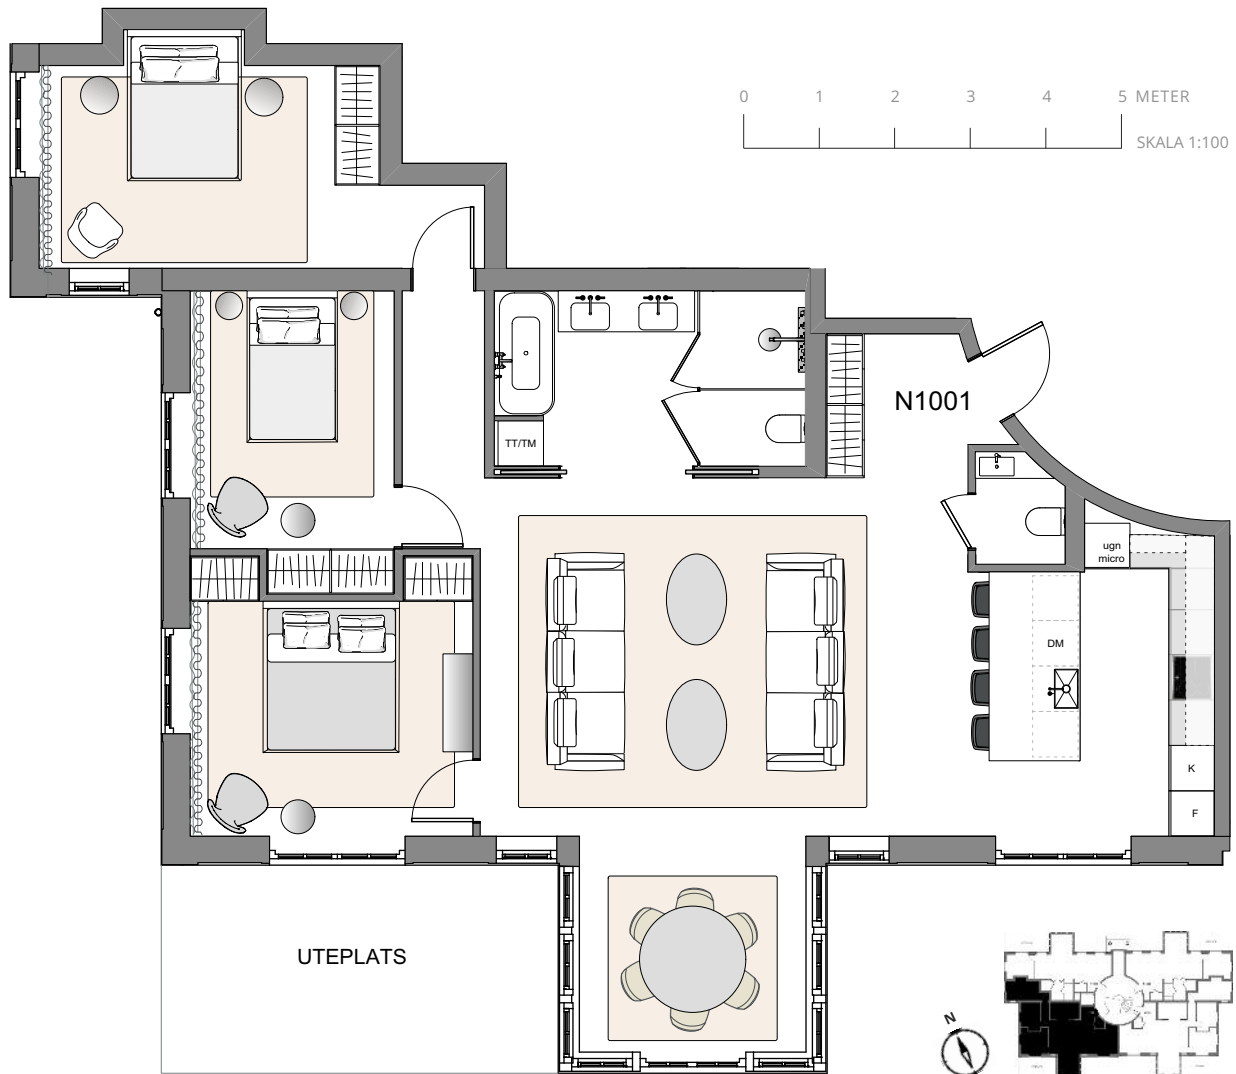 0 1 2 3 4 5 METER
SKALA 1:100
N1001
TT/TM
ugn
micro
DM
K
F
UTEPLATS
N